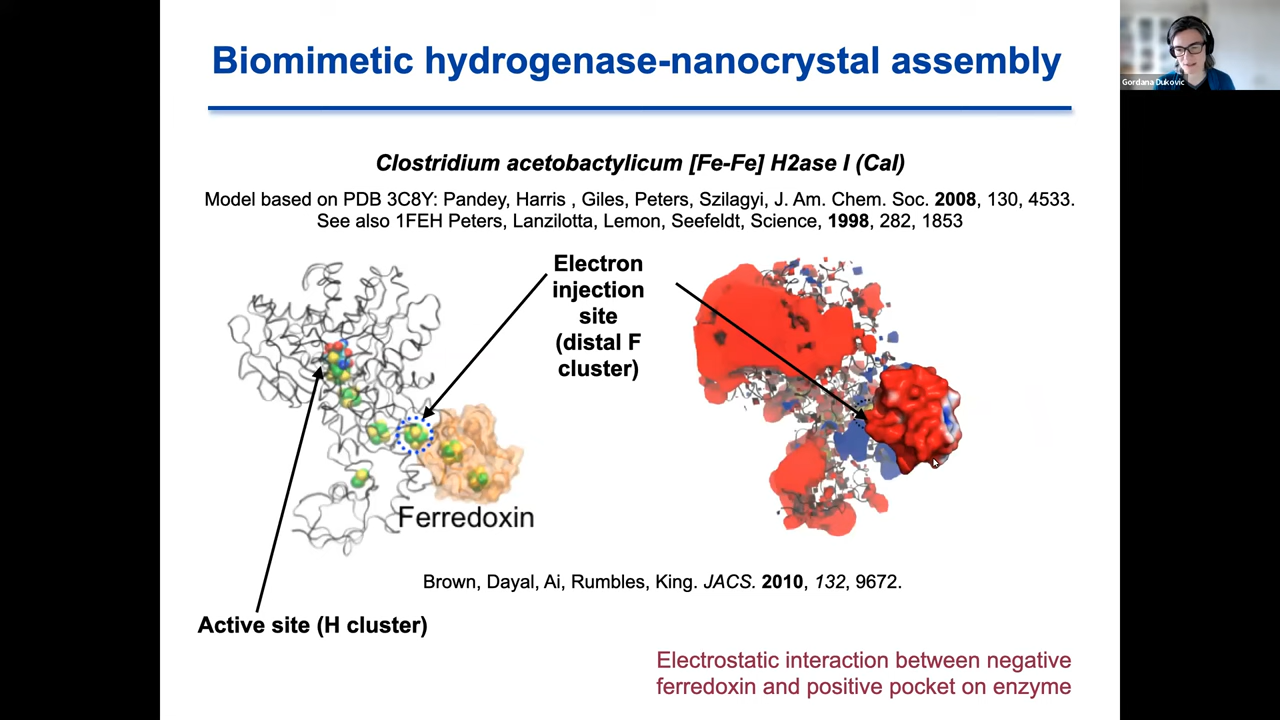 Biomimetic hydrogenase-nanocrystal assembly
Gordana Dukovic
Clostridium acetobactylicum [Fe-Fe] H2ase I (CaI)
Model based on PDB 3C8Y: Pandey, Harris , Giles, Peters, Szilagyi, J. Am. Chem. Soc. 2008, 130, 4533.
See also 1FEH Peters, Lanzilotta, Lemon, Seefeldt, Science, 1998, 282, 1853
Electron
injection
site
(distal F
cluster)
Ferredoxin
Brown, Dayal, Ai, Rumbles, King. JACS. 2010, 132, 9672.
Active site (H cluster)
Electrostatic interaction between negative
ferredoxin and positive pocket on enzyme